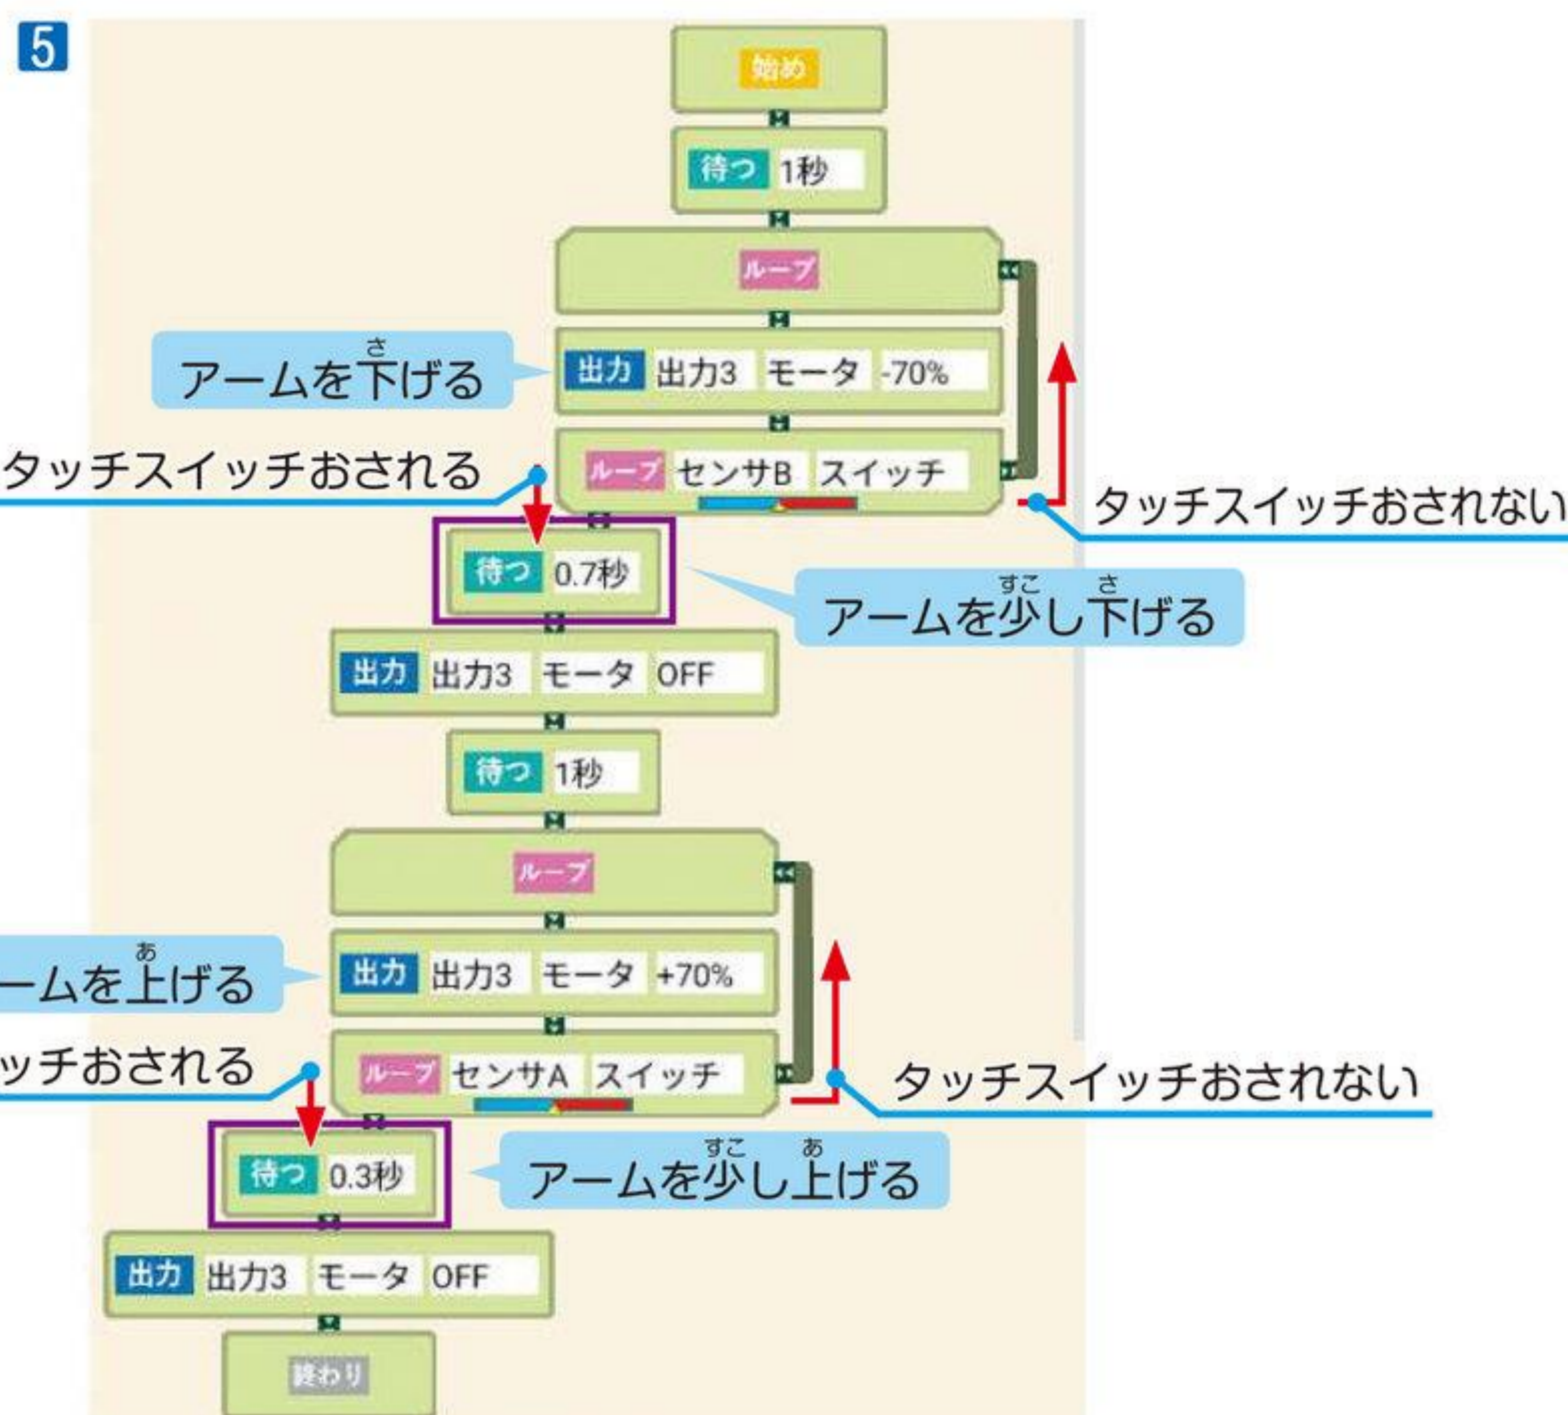 5
始め
待つ 1秒
ループ
アームを下げる
さ
出力 出力3 モータ -70%
タッチスイッチおされる
ループ センサB スイッチ
タッチスイッチおされない
待つ 0.7秒
すこ さ
アームを少し下げる
出力 出力3 モータ OFF
待つ 1秒
ループ
あ
ームを上げる
出力 出力3 モータ +70%
ッチおされる
ループ センサA スイッチ
タッチスイッチおされない
待つ 0.3秒
すこ あ
アームを少し上げる
出力 出力3 モータ OFF
終わり